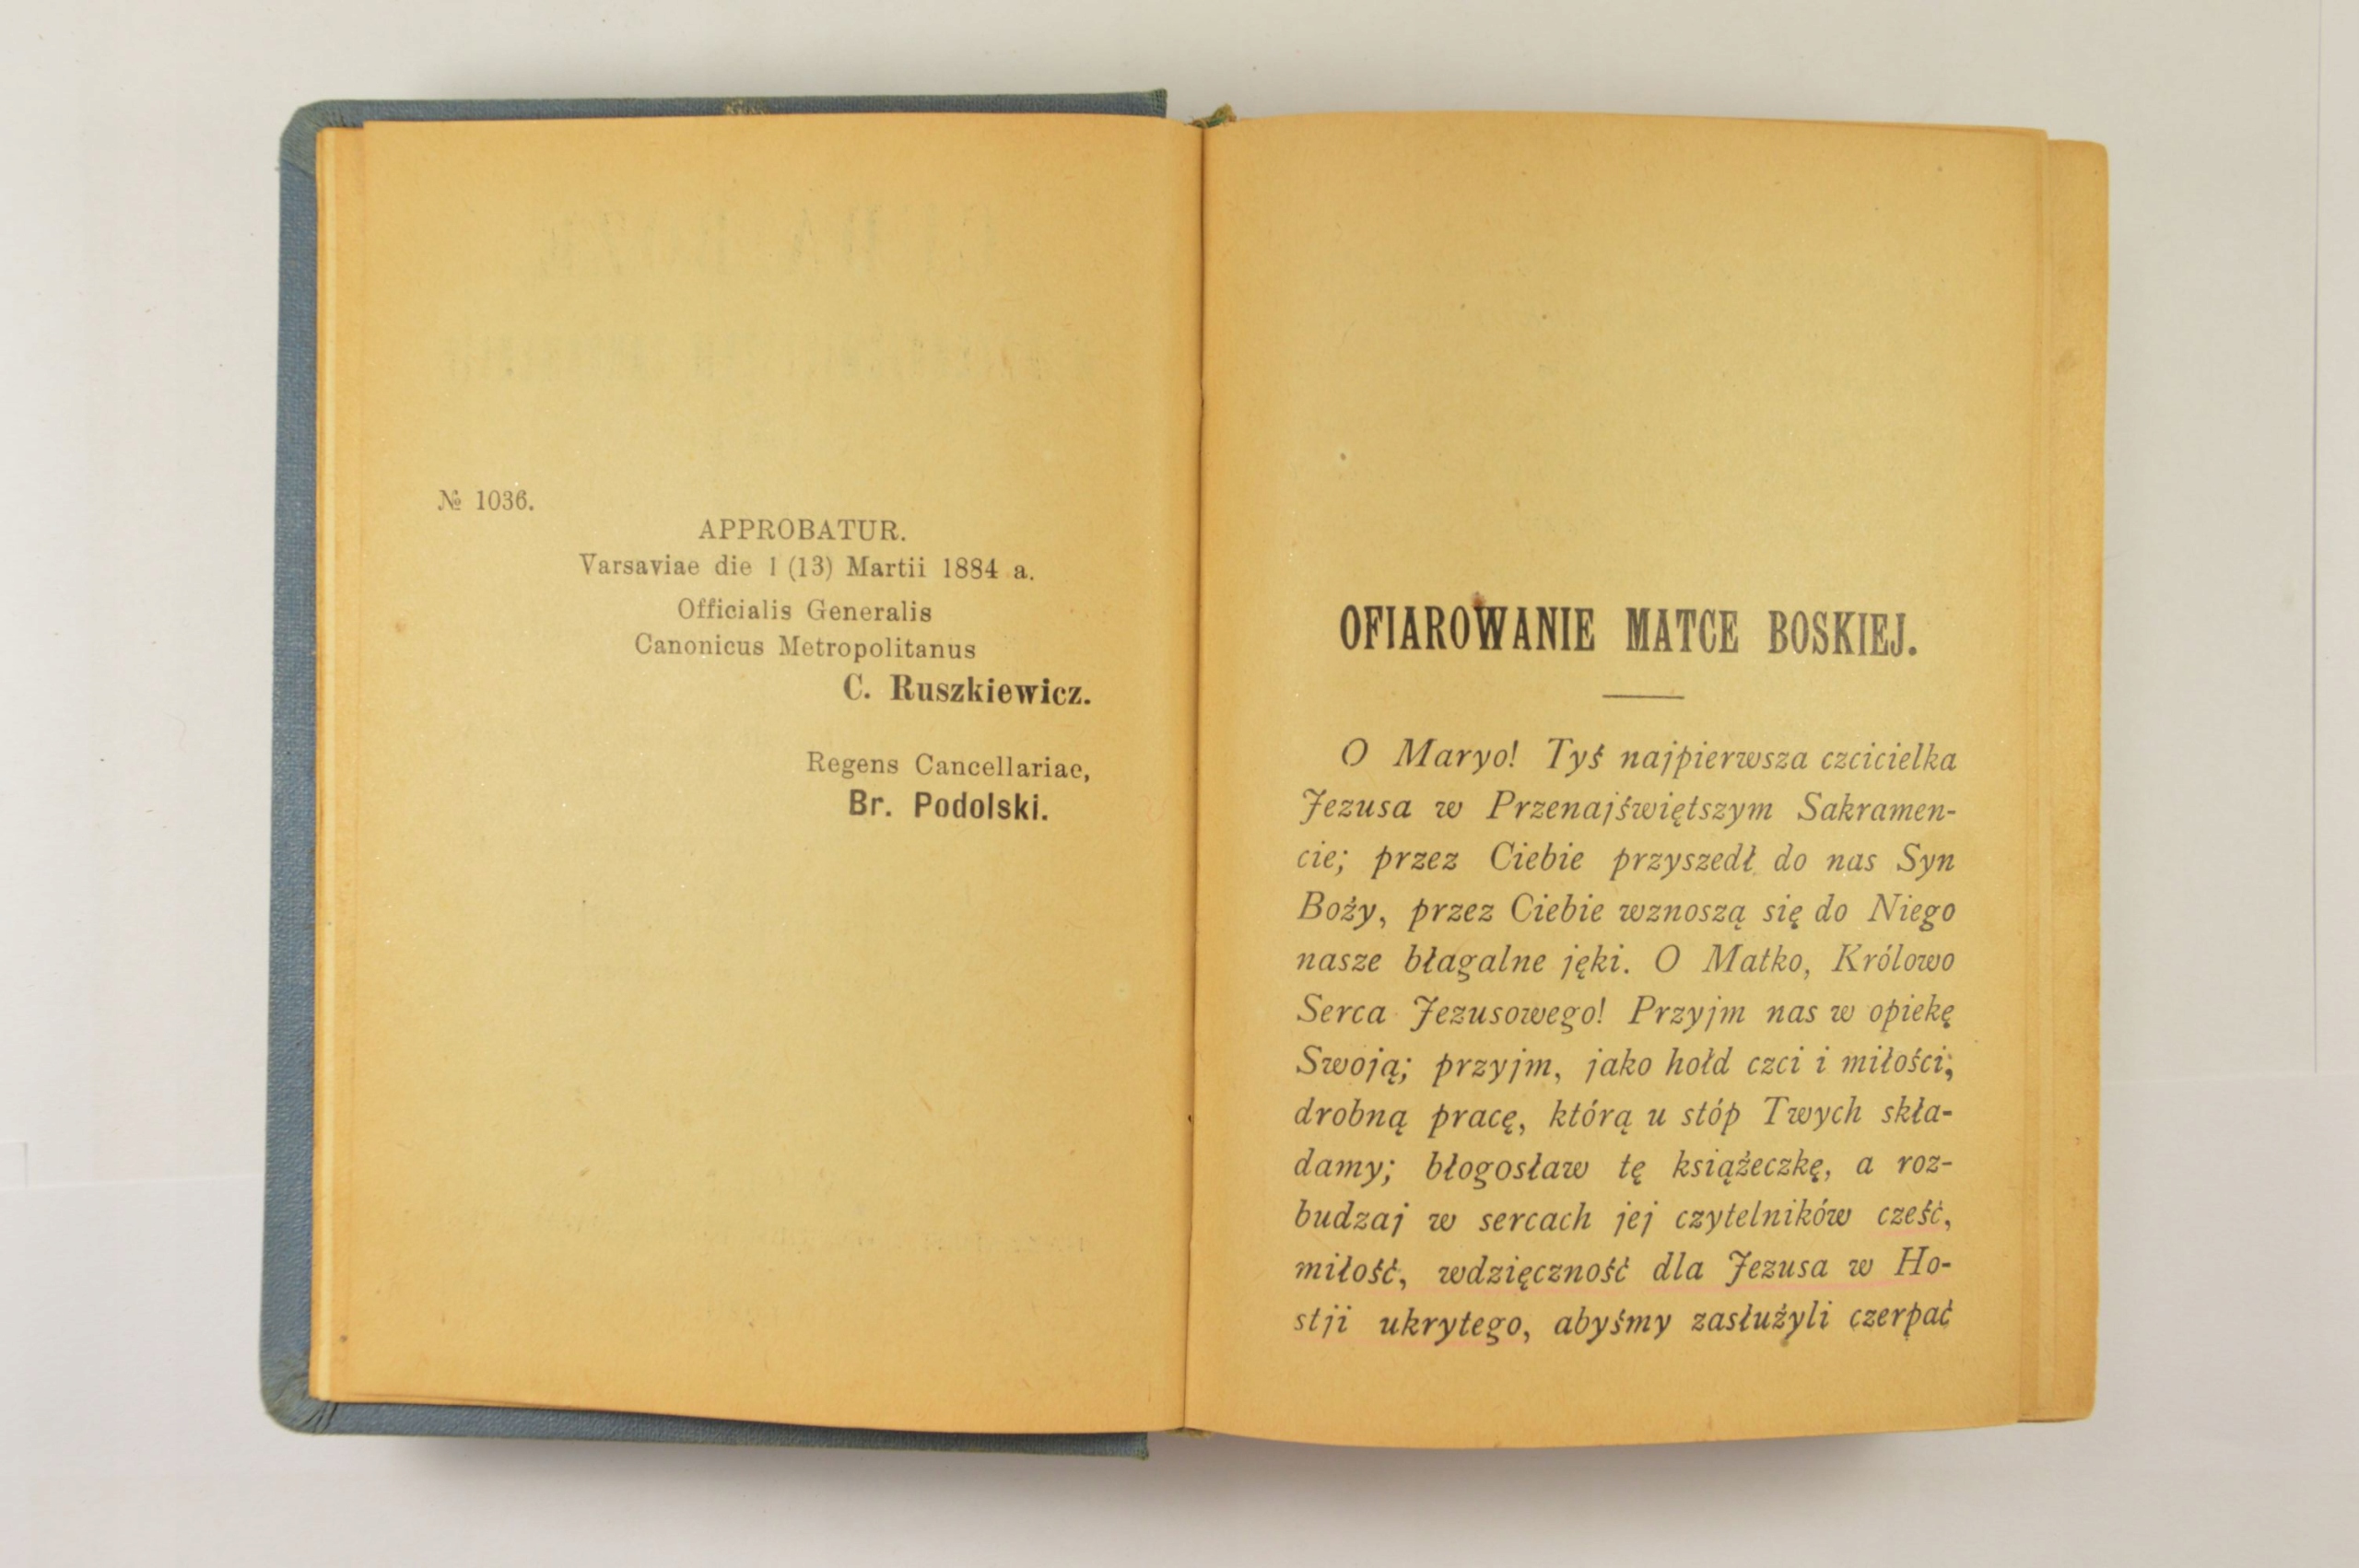 № 1036.
APPROBATUR.
Varsaviae die 1 (13) Martii 1884 a.
Officialis Generalis
Canonicus Metropolitanus
C. Ruszkiewicz.
Regens Cancellariae,
Br. Podolski.
OFIAROWANIE MATCE BOSKIEJ.
O Maryo! Tyś najpierwsza czcicielka
Jezusa w Przenajświętszym Sakramen-
cie; przez Ciebie przyszedł do nas Syn
Boży, przez Ciebie wznoszą się do Niego
nasze błagalne jęki. O Matko, Królowo
Serca Jezusowego! Przyjm nas w opiekę
Swoją; przyjm, jako hołd czci i miłości,
drobną pracę, którą u stóp Twych skła-
damy; błogosław tę książeczkę, a roz-
budzaj w sercach jej czytelników cześć,
miłość, wdzięczność dla Jezusa w Ho-
stji ukrytego, abyśmy zasłużyli czerpać